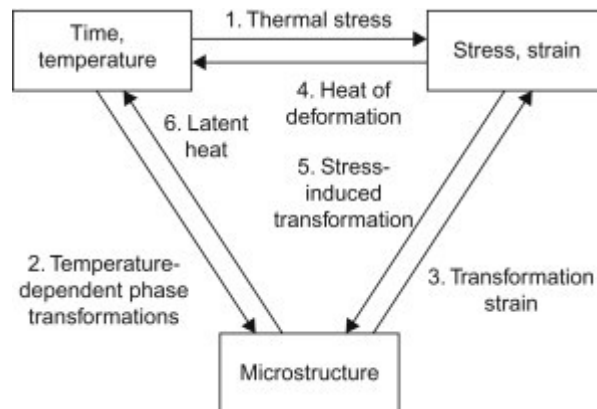 Time,
temperature
1. Thermal stress
Stress, strain
4. Heat of
deformation
6. Latent
heat
5. Stress-
induced
transformation
2. Temperature-
dependent phase
transformations
3. Transformation
strain
Microstructure